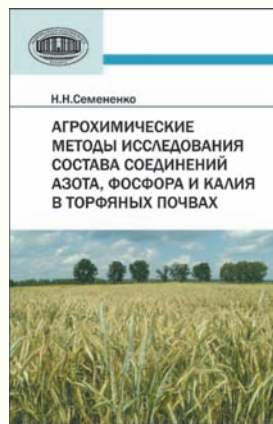 Н.Н.Семененко
АГРОХИМИЧЕСКИЕ
МЕТОДЫ ИССЛЕДОВАНИЯ
СОСТАВА СОЕДИНЕНИЙ
АЗОТА, ФОСФОРА И КАЛИЯ
В ТОРФЯНЫХ ПОЧВАХ